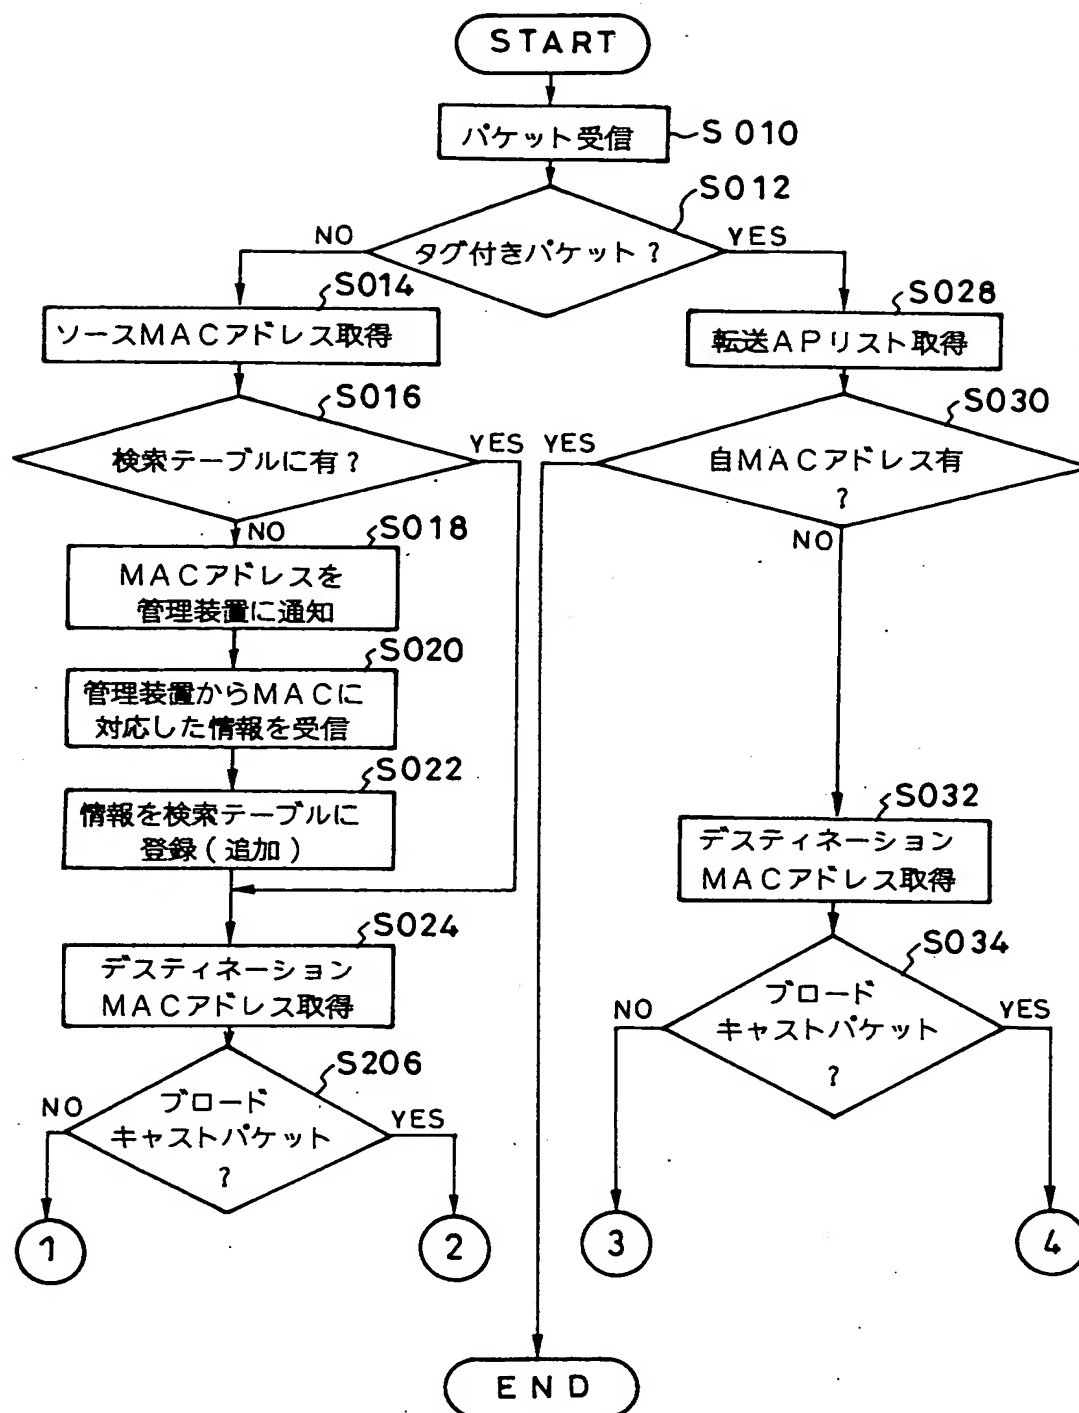 START
パケット受信
S010
S012
タグ付きパケット？
NO
YES
S014
ソースMACアドレス取得
S028
転送APリスト取得
S016
検索テーブルに有？
YES
NO
S030
自MACアドレス有
？
YES
NO
S018
MACアドレスを
管理装置に通知
S020
管理装置からMACに
対応した情報を受信
S022
情報を検索テーブルに
登録（追加）
S032
デスティネーション
MACアドレス取得
S024
デスティネーション
MACアドレス取得
S034
ブロード
キャストパケット
？
NO
YES
S206
ブロード
キャストパケット
？
NO
YES
1
2
3
4
END